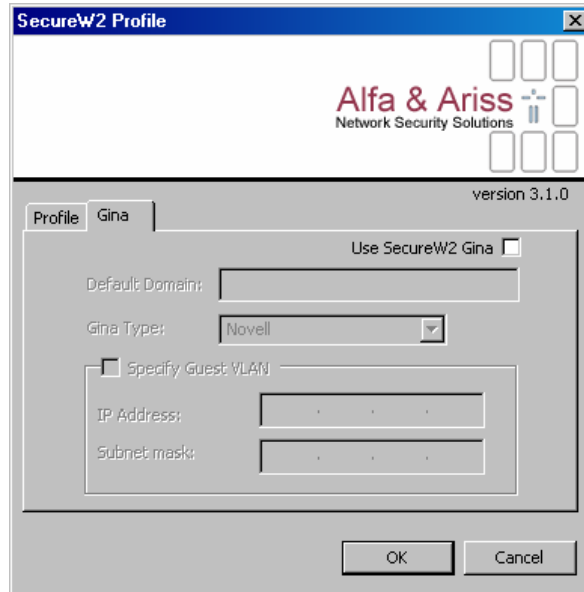 SecureW2 Profile
Alfa & Ariss
Network Security Solutions
version 3.1.0
Profile
Gina
Use SecureW2 Gina
Default Domain:
Gina Type:
Novell
Specify Guest VLAN
IP Address:
Subnet mask:
OK
Cancel